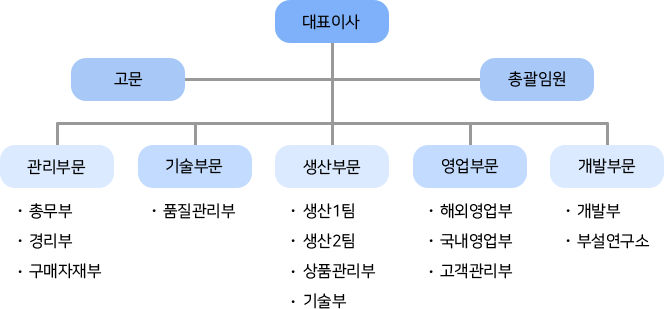 대표이사
고문
총괄임원
관리부문
기술부문
생산부문
영업부문
개발부문
· 총무부
· 경리부
· 구매자재부
· 품질관리부
· 생산1팀
· 생산2팀
· 상품관리부
· 기술부
· 해외영업부
· 국내영업부
· 고객관리부
· 개발부
· 부설연구소